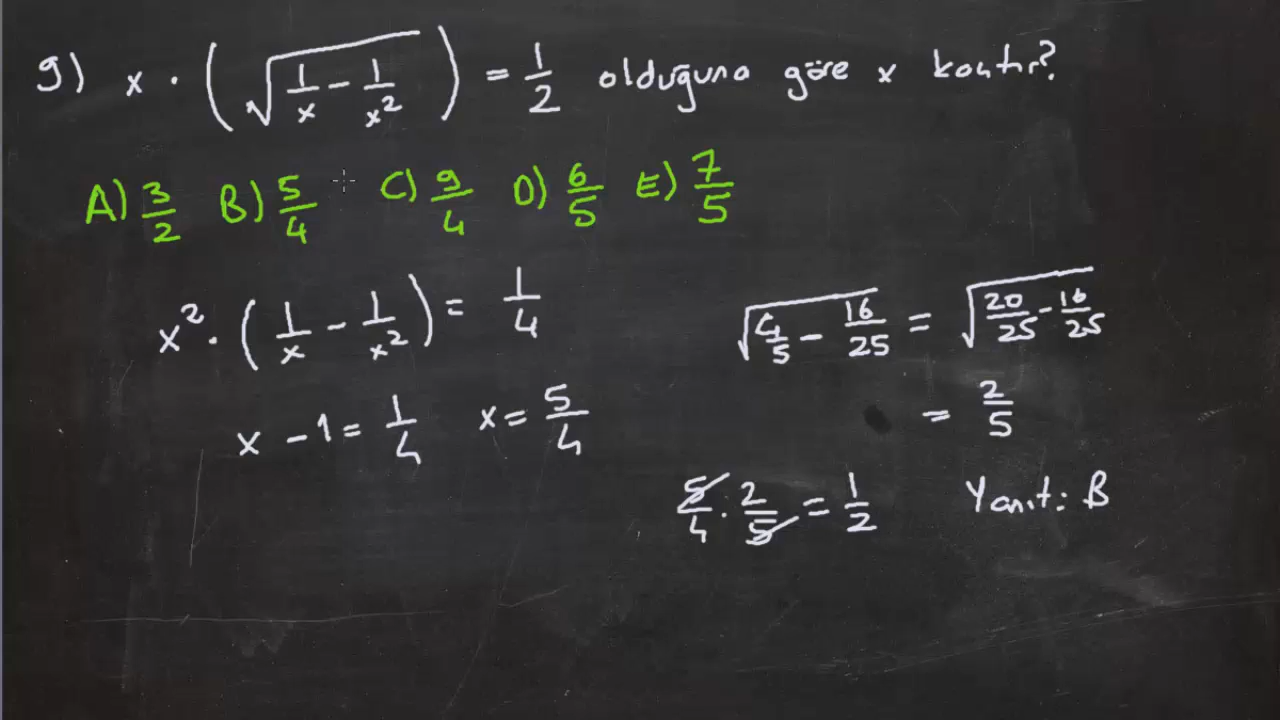 9) x · (√(1/x − 1/x²)) = 1/2 olduğuna göre x kaçtır?
A) 3/2 B) 5/4 C) 9/4 D) 6/5 E) 7/5
x² · (1/x − 1/x²) = 1/4
x − 1 = 1/4 x = 5/4
√(4/5 − 16/25) = √(20/25 − 16/25)
= 2/5
5/4 · 2/5 = 1/2 Yanıt: B